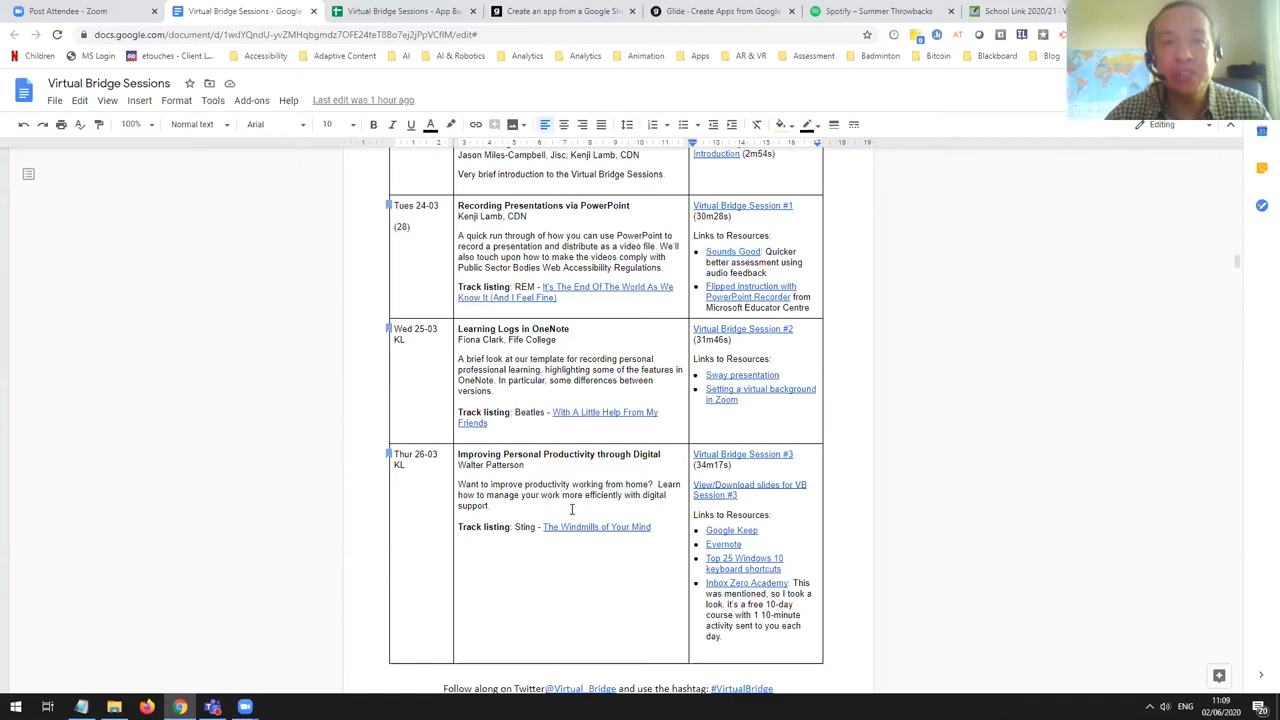 Post Attendee - Zoom
Virtual Bridge Sessions - Google
Virtual Bridge Sessions - App Bu
Create an app from a Google Sh
Glide - Create Apps from Google
Spotify – Summer Throwbacks
School Link 2020/21 -
docs.google.com/document/d/1wdYQndU-yvZMHqbgmdz7OFE24teT8Bo7ej2jPpVCfIM/edit#
Children
MS Login
etouches - Client L...
Accessibility
Adaptive Content
AI
AI & Robotics
Analytics
Analytics
Animation
Apps
AR & VR
Assessment
Badminton
Bitcoin
Blackboard
Blog
Virtual Bridge Sessions
File Edit View Insert Format Tools Add-ons Help Last edit was 1 hour ago
100% Normal text Arial 10 Editing
Jason Miles-Campbell, Jisc; Kenji Lamb, CDN
Very brief introduction to the Virtual Bridge Sessions.
Introduction (2m54s)
Tues 24-03
(28)
Recording Presentations via PowerPoint
Kenji Lamb, CDN
A quick run through of how you can use PowerPoint to
record a presentation and distribute as a video file. We'll
also touch upon how to make the videos comply with
Public Sector Bodies Web Accessibility Regulations.
Track listing: REM - It's The End Of The World As We
Know It (And I Feel Fine)
Virtual Bridge Session #1
(30m28s)
Links to Resources:
Sounds Good: Quicker
better assessment using
audio feedback
Flipped instruction with
PowerPoint Recorder from
Microsoft Educator Centre
Wed 25-03
KL
Learning Logs in OneNote
Fiona Clark, Fife College
A brief look at our template for recording personal
professional learning, highlighting some of the features in
OneNote. In particular, some differences between
versions.
Track listing: Beatles - With A Little Help From My
Friends
Virtual Bridge Session #2
(31m46s)
Links to Resources:
Sway presentation
Setting a virtual background
in Zoom
Thur 26-03
KL
Improving Personal Productivity through Digital
Walter Patterson
Want to improve productivity working from home? Learn
how to manage your work more efficiently with digital
support.
Track listing: Sting - The Windmills of Your Mind
Virtual Bridge Session #3
(34m17s)
View/Download slides for VB
Session #3
Links to Resources:
Google Keep
Evernote
Top 25 Windows 10
keyboard shortcuts
Inbox Zero Academy: This
was mentioned, so I took a
look, it's a free 10-day
course with 1 10-minute
activity sent to you each
day.
Follow along on Twitter@Virtual_Bridge and use the hashtag: #VirtualBridge
ENG
11:09
02/06/2020
20